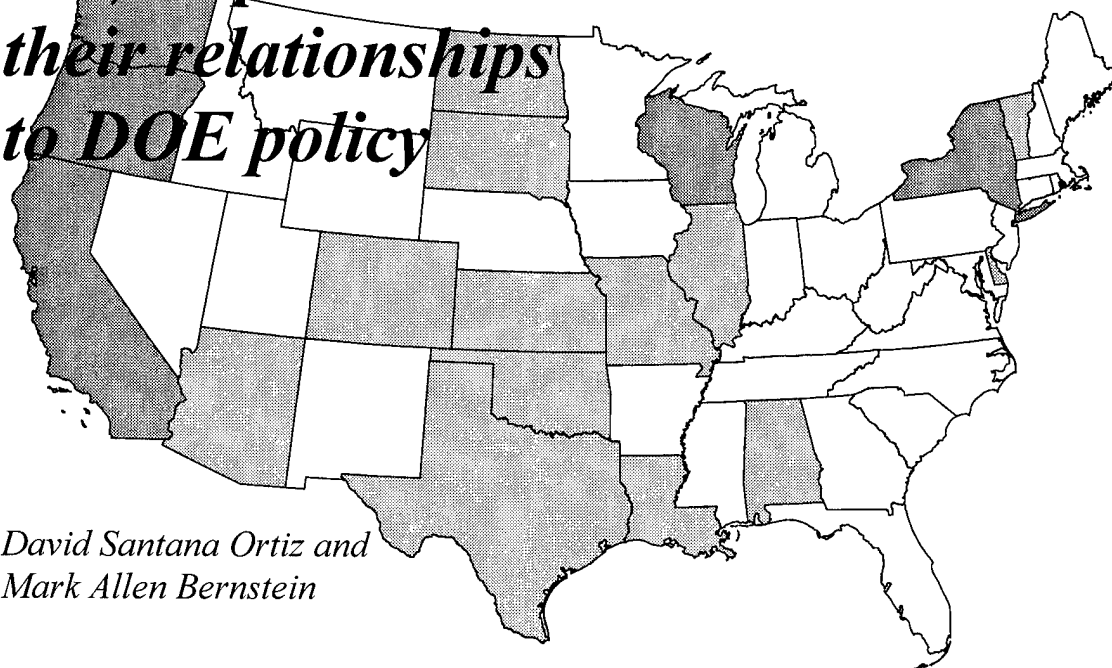 their relationships
to DOE policy
David Santana Ortiz and
Mark Allen Bernstein